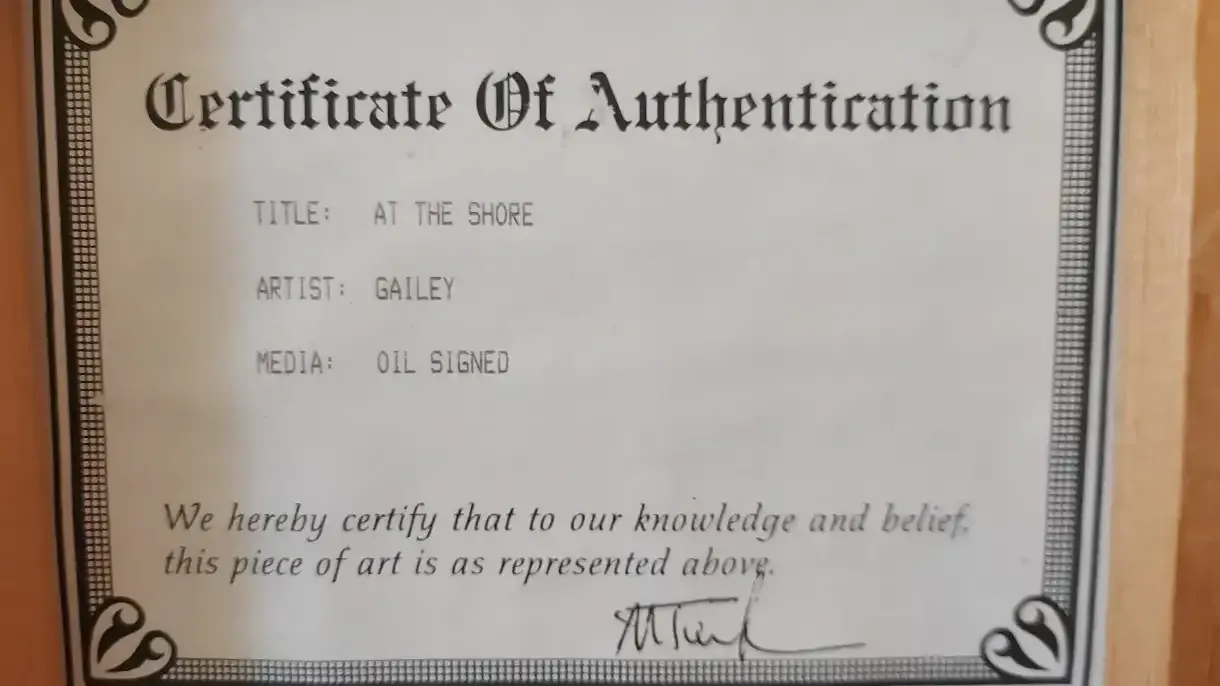 Certificate Of Authentication
TITLE: AT THE SHORE
ARTIST: GAILEY
MEDIA: OIL SIGNED
We hereby certify that to our knowledge and belief,
this piece of art is as represented above.